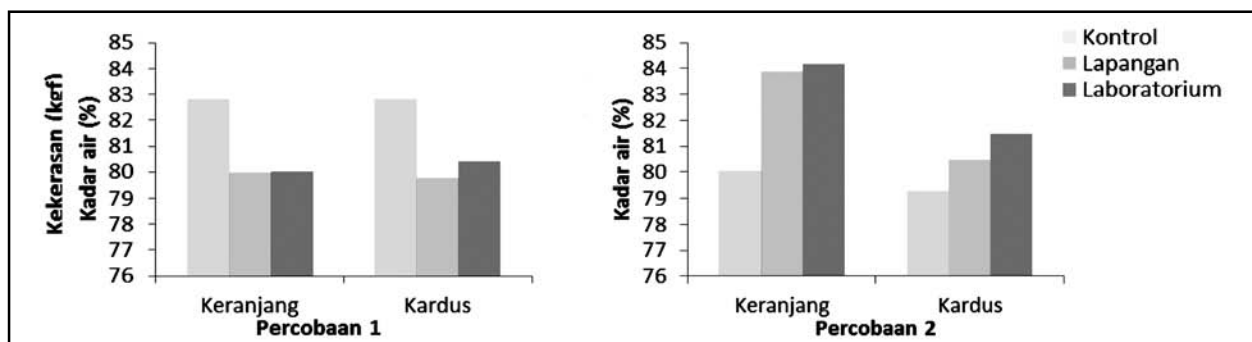 Kekerasan (kgf)
Kadar air (%)
85
84
83
82
81
80
79
78
77
76
Keranjang Kardus
Percobaan 1
Kadar air (%)
85
84
83
82
81
80
79
78
77
76
Keranjang Kardus
Percobaan 2
Kontrol
Lapangan
Laboratorium